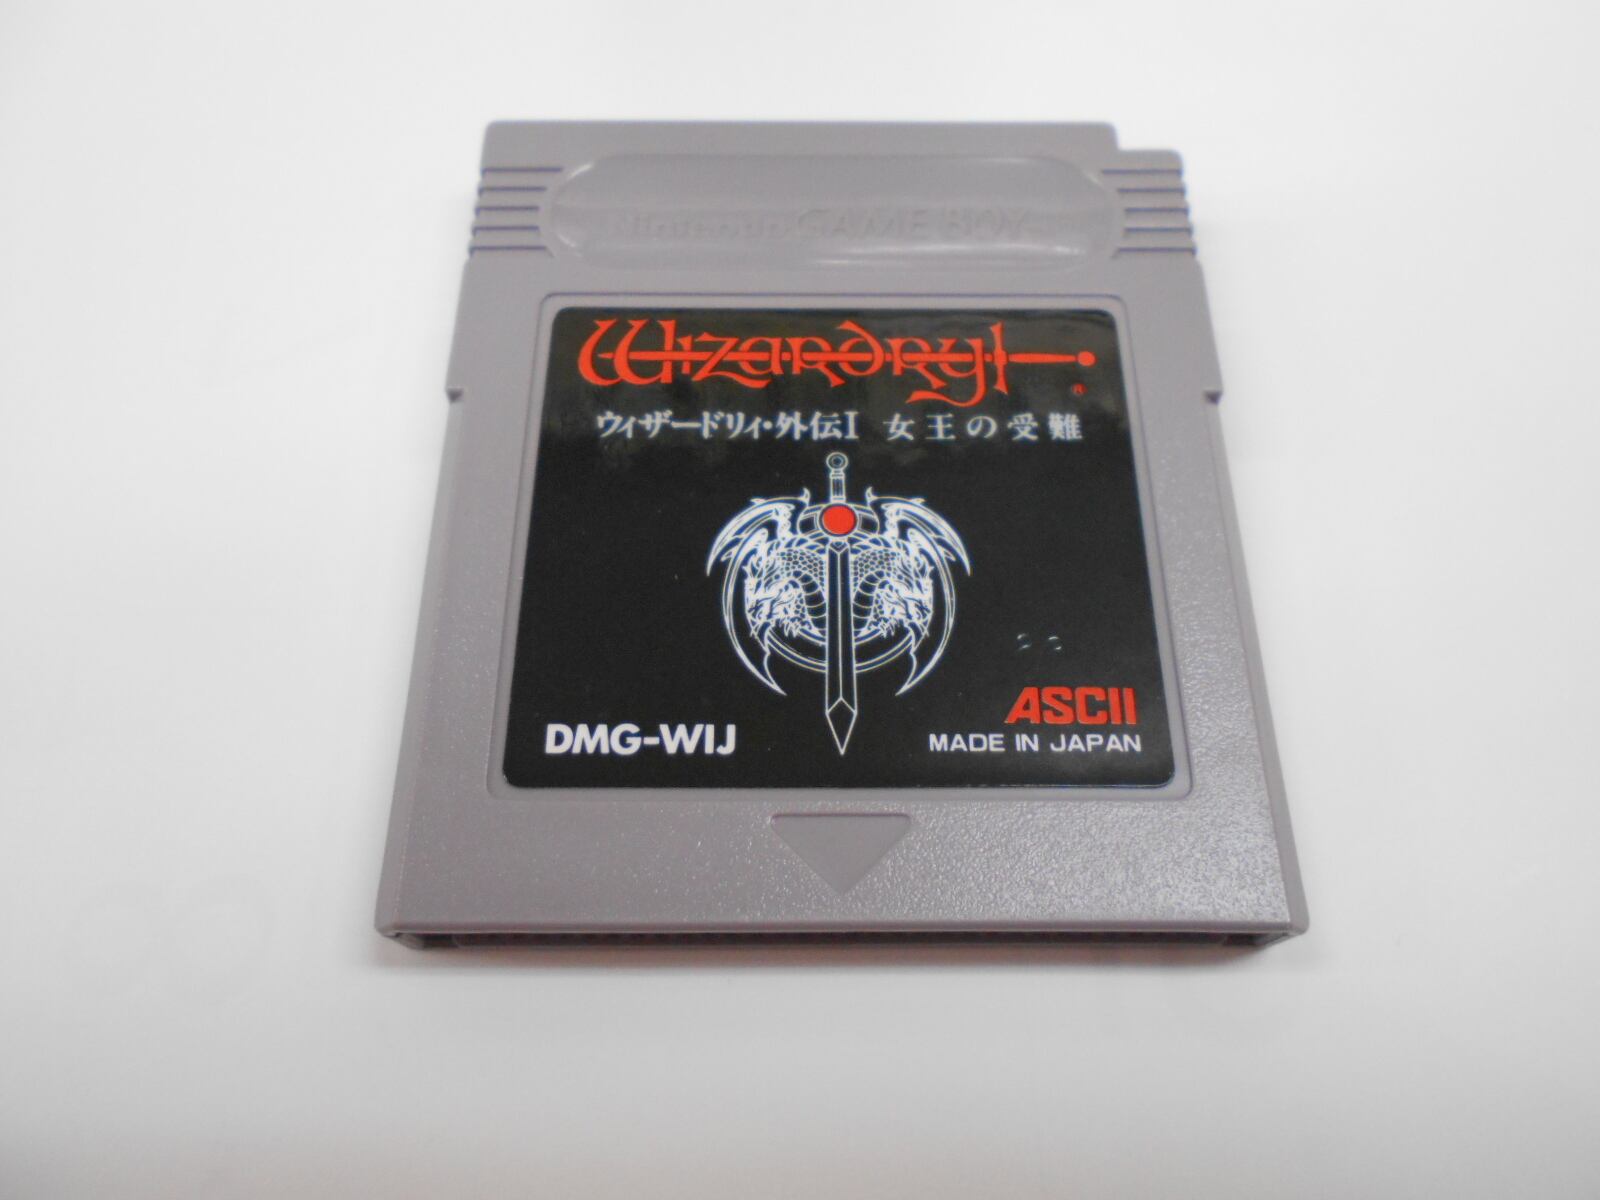 Nintendo GAME BOY
Wizardry
®
ウィザードリィ・外伝I 女王の受難
ASCII
DMG-WIJ MADE IN JAPAN